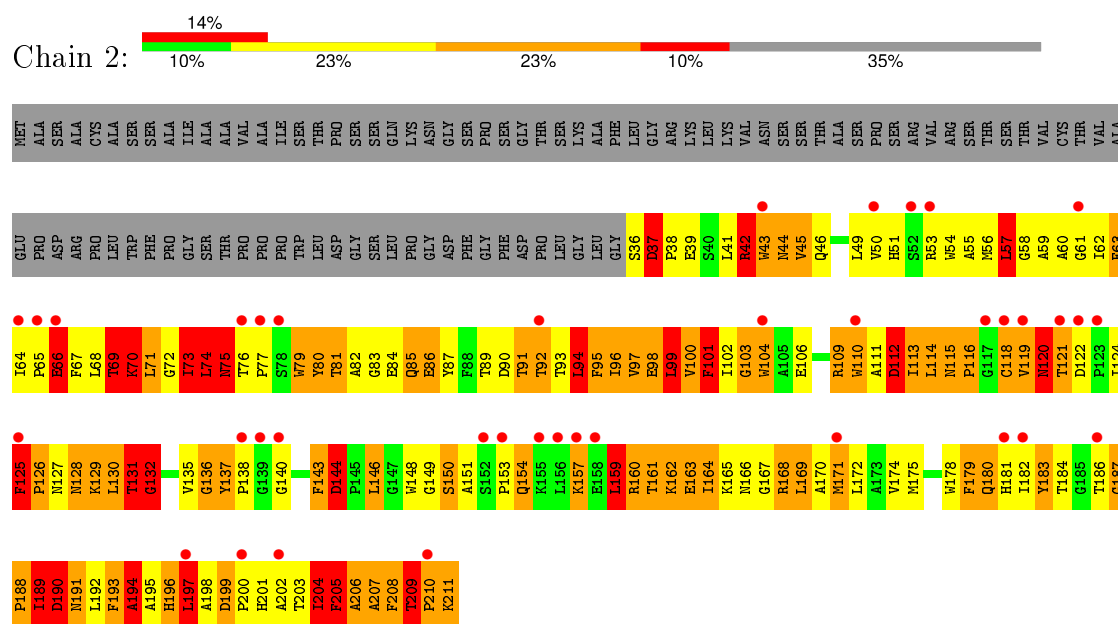 14%
Chain 2:
10% 23% 23% 10% 35%
MET ALA SER ALA CYS ALA SER SER ALA ILE ALA ALA VAL ALA ILE SER THR PRO SER SER GLN LYS ASN GLY SER PRO SER GLY THR SER LYS ALA PHE LEU GLY ARG LYS LEU LYS VAL ASN SER SER THR ALA SER PRO SER ARG VAL ARG SER THR SER THR VAL CYS THR VAL ALA
GLU PRO ASP ARG PRO LEU TRP PHE PRO GLY SER THR PRO PRO PRO TRP LEU ASP GLY SER LEU PRO GLY ASP PHE GLY PHE ASP PRO LEU GLY LEU GLY S36 D37 P38 E39 S40 L41 R42 W43 N44 V45 Q46 L49 V50 H51 S52 R53 W54 A55 M56 L57 G58 A59 A60 G61 I62
I64 P65 E66 F67 L68 T69 K70 L71 G72 I73 L74 N75 T76 P77 S78 W79 Y80 T81 A82 G83 E84 Q85 E86 Y87 F88 T89 D90 T91 T92 T93 L94 F95 I96 V97 E98 L99 V100 F101 I102 G103 W104 A105 E106 R109 W110 A111 D112 I113 L114 N115 P116 G117 C118 V119 N120 T121 D122 P123 I124
F125 P126 N127 N128 K129 L130 T131 G132 V135 G136 Y137 P138 G139 G140 F143 D144 P145 L146 G147 W148 G149 S150 A151 S152 P153 Q154 K155 L156 K157 E158 L159 R160 T161 K162 E163 I164 K165 N166 G167 R168 L169 A170 M171 L172 A173 V174 M175 W178 F179 Q180 H181 I182 Y183 T184 G185 T186
P188 I189 D190 N191 L192 F193 A194 A195 H196 L197 A198 D199 P200 H201 A202 T203 I204 F205 A206 A207 F208 T209 P210 K211